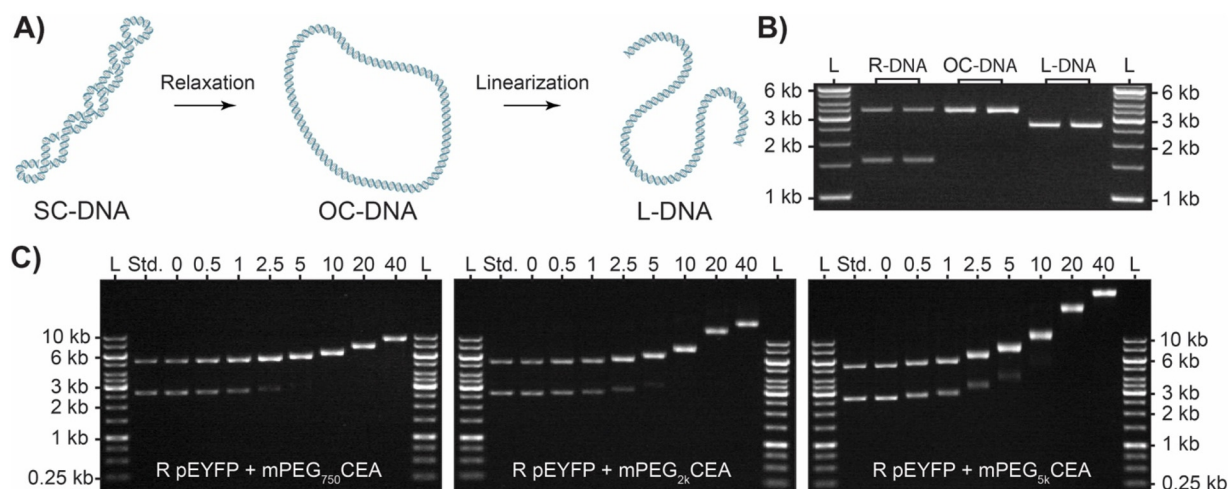 A)
Relaxation
Linearization
SC-DNA
OC-DNA
L-DNA
B)
L R-DNA OC-DNA L-DNA L
6 kb 6 kb
3 kb 3 kb
2 kb 2 kb
1 kb 1 kb
C)
L Std. 0 0.5 1 2.5 5 10 20 40 L
L Std. 0 0.5 1 2.5 5 10 20 40 L
L Std. 0 0.5 1 2.5 5 10 20 40 L
10 kb
6 kb
3 kb
2 kb
1 kb
0.25 kb
R pEYFP + mPEG750CEA
R pEYFP + mPEG2kCEA
R pEYFP + mPEG5kCEA
10 kb
6 kb
3 kb
2 kb
1 kb
0.25 kb